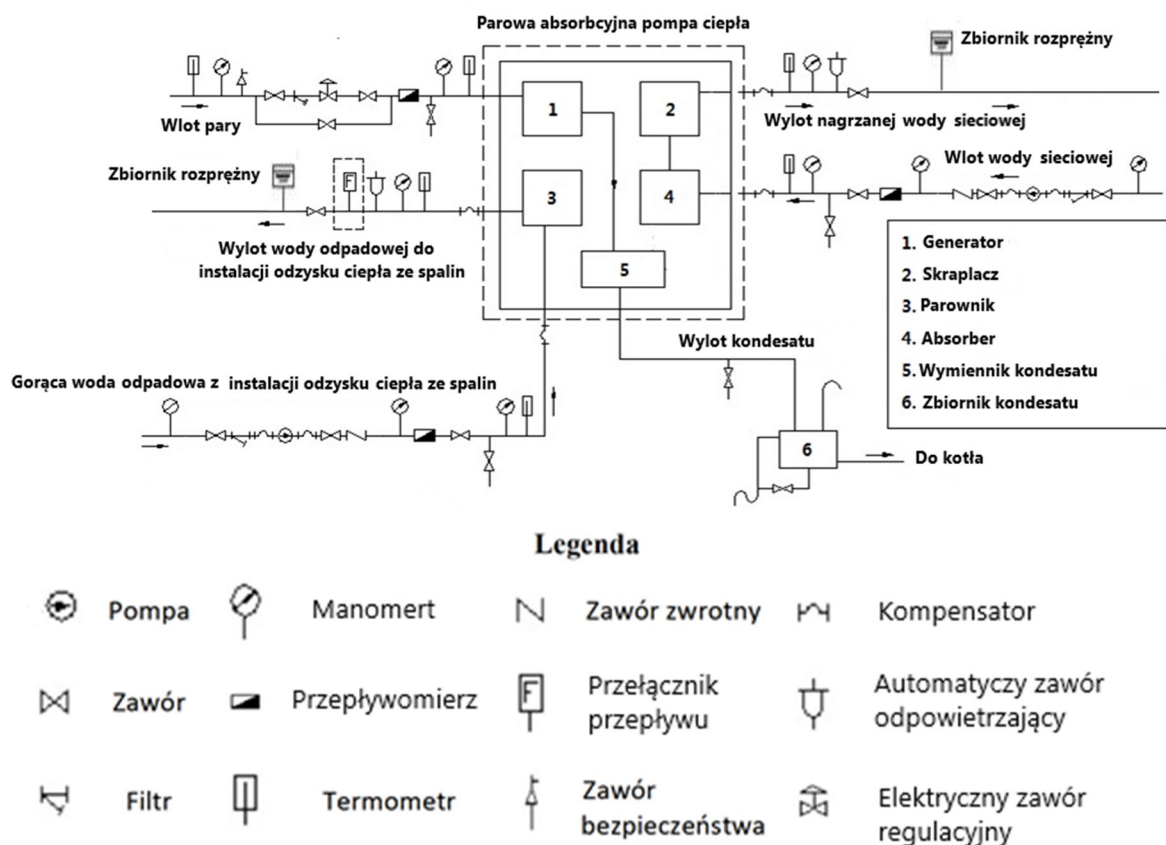 Parowa absorbcyjna pompa ciepła
Zbiornik rozprężny
Wlot pary
1
2
Wylot nagrzanej wody sieciowej
Zbiornik rozprężny
F
3
4
Wlot wody sieciowej
Wylot wody odpadowej do
instalacji odzysku ciepła ze spalin
5
1. Generator
2. Skraplacz
3. Parownik
4. Absorber
5. Wymiennik kondesatu
6. Zbiornik kondesatu
Wylot kondesatu
Gorąca woda odpadowa z instalacji odzysku ciepła ze spalin
6
Do kotła
Legenda
Pompa
Manomert
Zawór zwrotny
Kompensator
Zawór
Przepływomierz
F
Przełącznik
przepływu
Automatyczy zawór
odpowietrzający
Filtr
Termometr
Zawór
bezpieczeństwa
Elektryczny zawór
regulacyjny